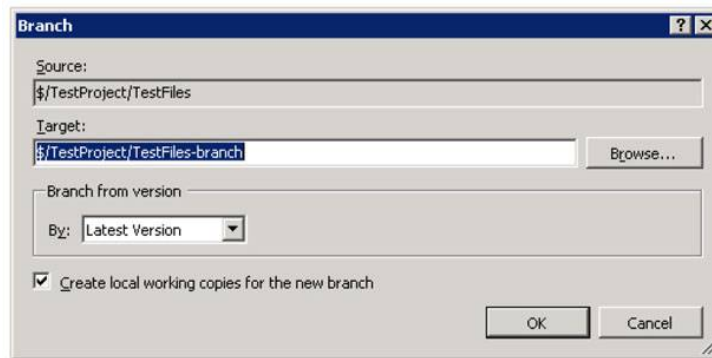 Branch
Source:
$/TestProject/TestFiles
Target:
$/TestProject/TestFiles-branch
Browse...
Branch from version
By: Latest Version
Create local working copies for the new branch
OK Cancel